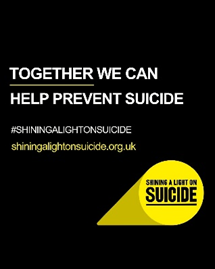 TOGETHER WE CAN
HELP PREVENT SUICIDE
#SHININGALIGHTONSUICIDE
shiningalightonsuicide.org.uk
SHINING A LIGHT ON
SUICIDE